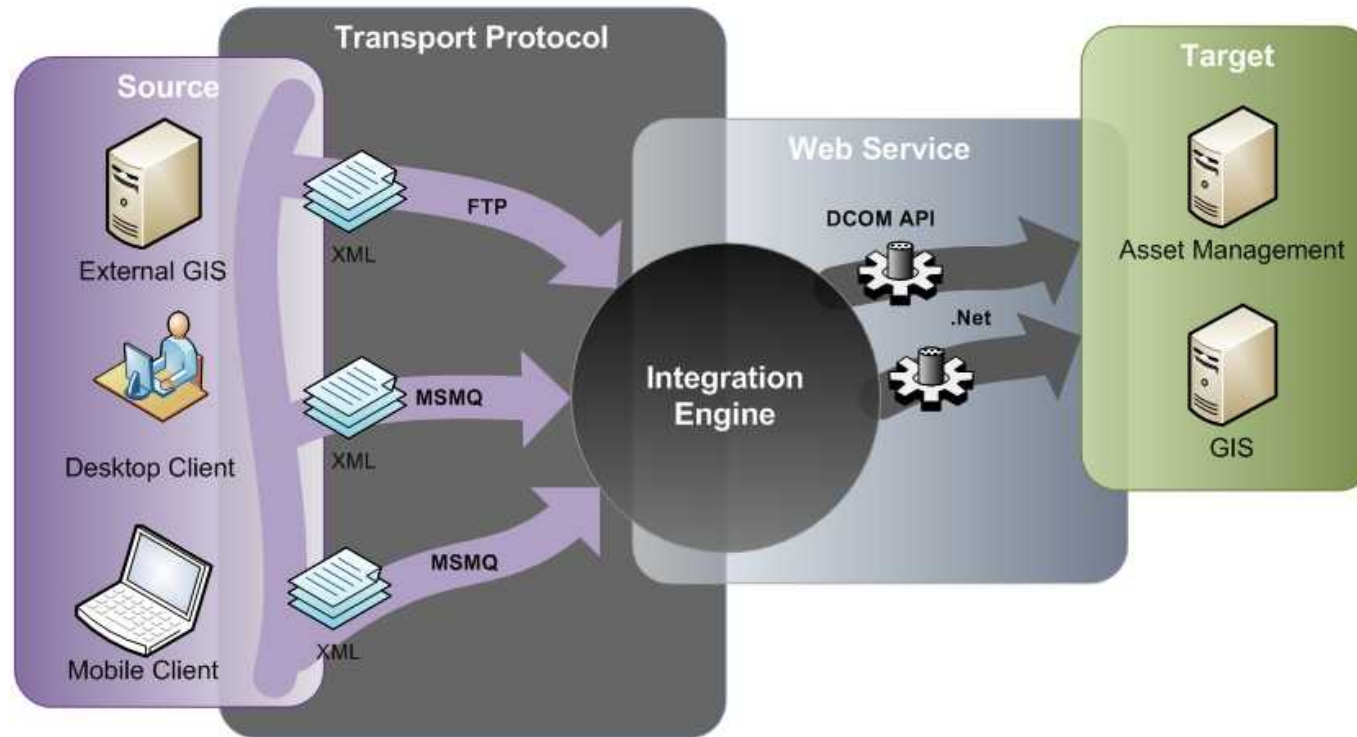 Transport Protocol
Source
Target
Web Service
External GIS
XML
FTP
DCOM API
Asset Management
.Net
Desktop Client
XML
MSMQ
Integration
Engine
GIS
Mobile Client
XML
MSMQ